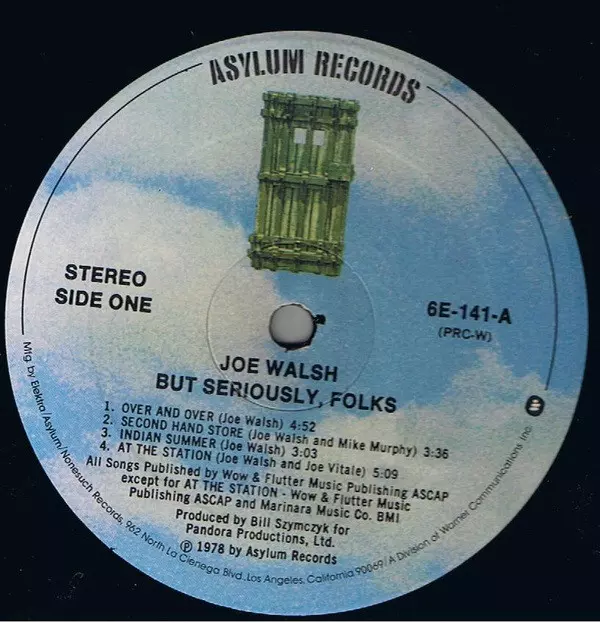 ASYLUM RECORDS
STEREO
SIDE ONE
6E-141-A
(PRC-W)
JOE WALSH
BUT SERIOUSLY, FOLKS
1. OVER AND OVER (Joe Walsh) 4:52
2. SECOND HAND STORE (Joe Walsh and Mike Murphy) 3:36
3. INDIAN SUMMER (Joe Walsh) 3:03
4. AT THE STATION (Joe Walsh and Joe Vitale) 5:09
All Songs Published by Wow & Flutter Music Publishing ASCAP
except for AT THE STATION - Wow & Flutter Music
Publishing ASCAP and Marinara Music Co. BMI
Produced by Bill Szymczyk for
Pandora Productions, Ltd.
℗ 1978 by Asylum Records
Mfg. by Elektra/Asylum/Nonesuch Records, 962 North La Cienega Blvd., Los Angeles, California 90069/A Division of Warner Communications Inc.